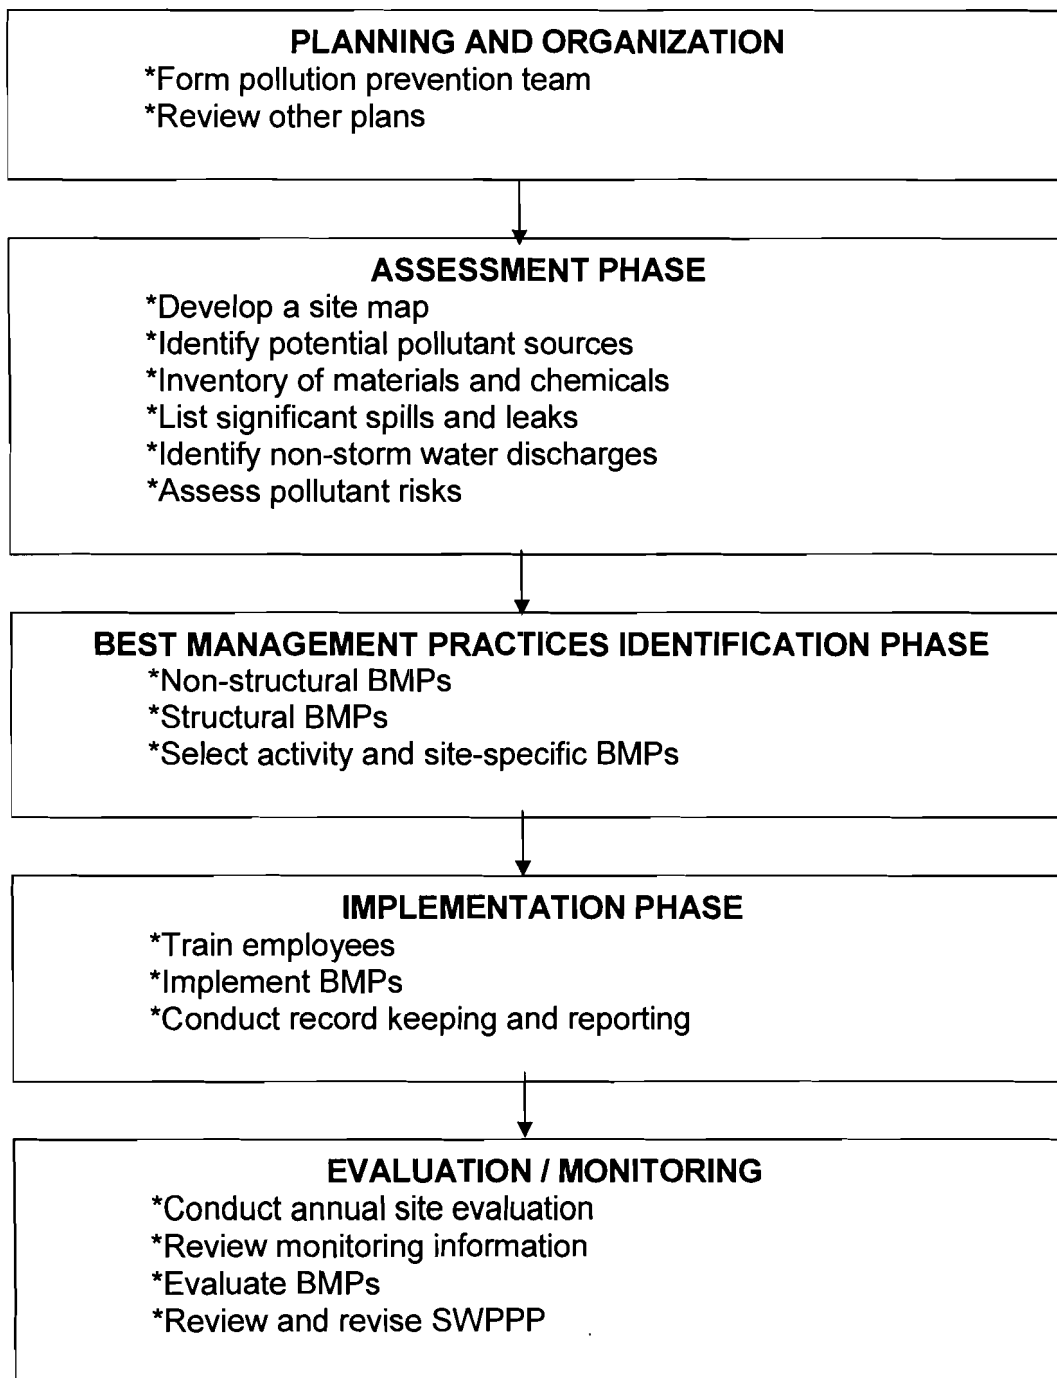 PLANNING AND ORGANIZATION
*Form pollution prevention team
*Review other plans
ASSESSMENT PHASE
*Develop a site map
*Identify potential pollutant sources
*Inventory of materials and chemicals
*List significant spills and leaks
*Identify non-storm water discharges
*Assess pollutant risks
BEST MANAGEMENT PRACTICES IDENTIFICATION PHASE
*Non-structural BMPs
*Structural BMPs
*Select activity and site-specific BMPs
IMPLEMENTATION PHASE
*Train employees
*Implement BMPs
*Conduct record keeping and reporting
EVALUATION / MONITORING
*Conduct annual site evaluation
*Review monitoring information
*Evaluate BMPs
*Review and revise SWPPP